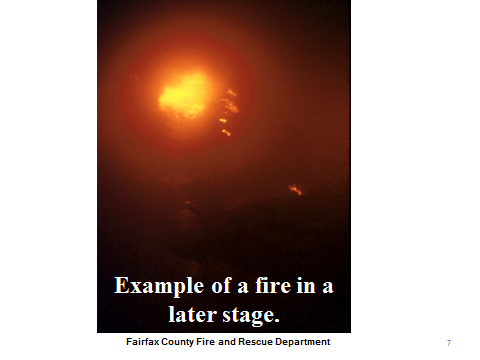 Example of a fire in a
later stage.
Fairfax County Fire and Rescue Department
7